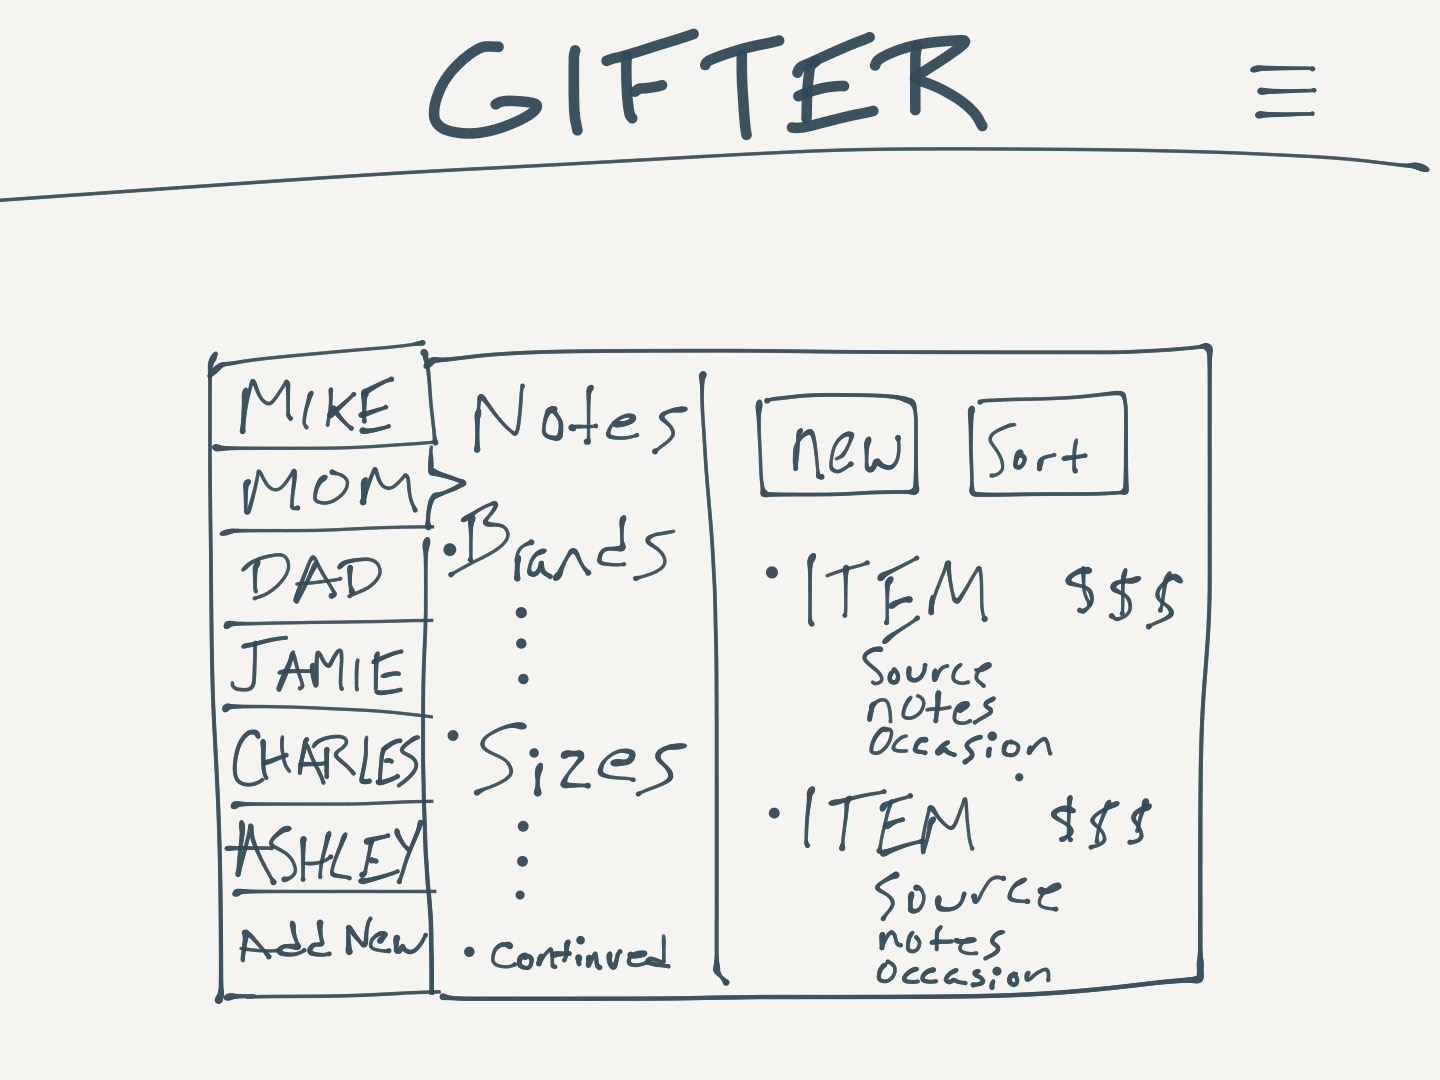 GIFTER
MIKE
MOM
DAD
JAMIE
CHARLES
ASHLEY
Add New
Notes
• Brands
• Sizes
• Continued
new
Sort
• ITEM $$$
Source
notes
Occasion
• ITEM $$$
Source
notes
Occasion